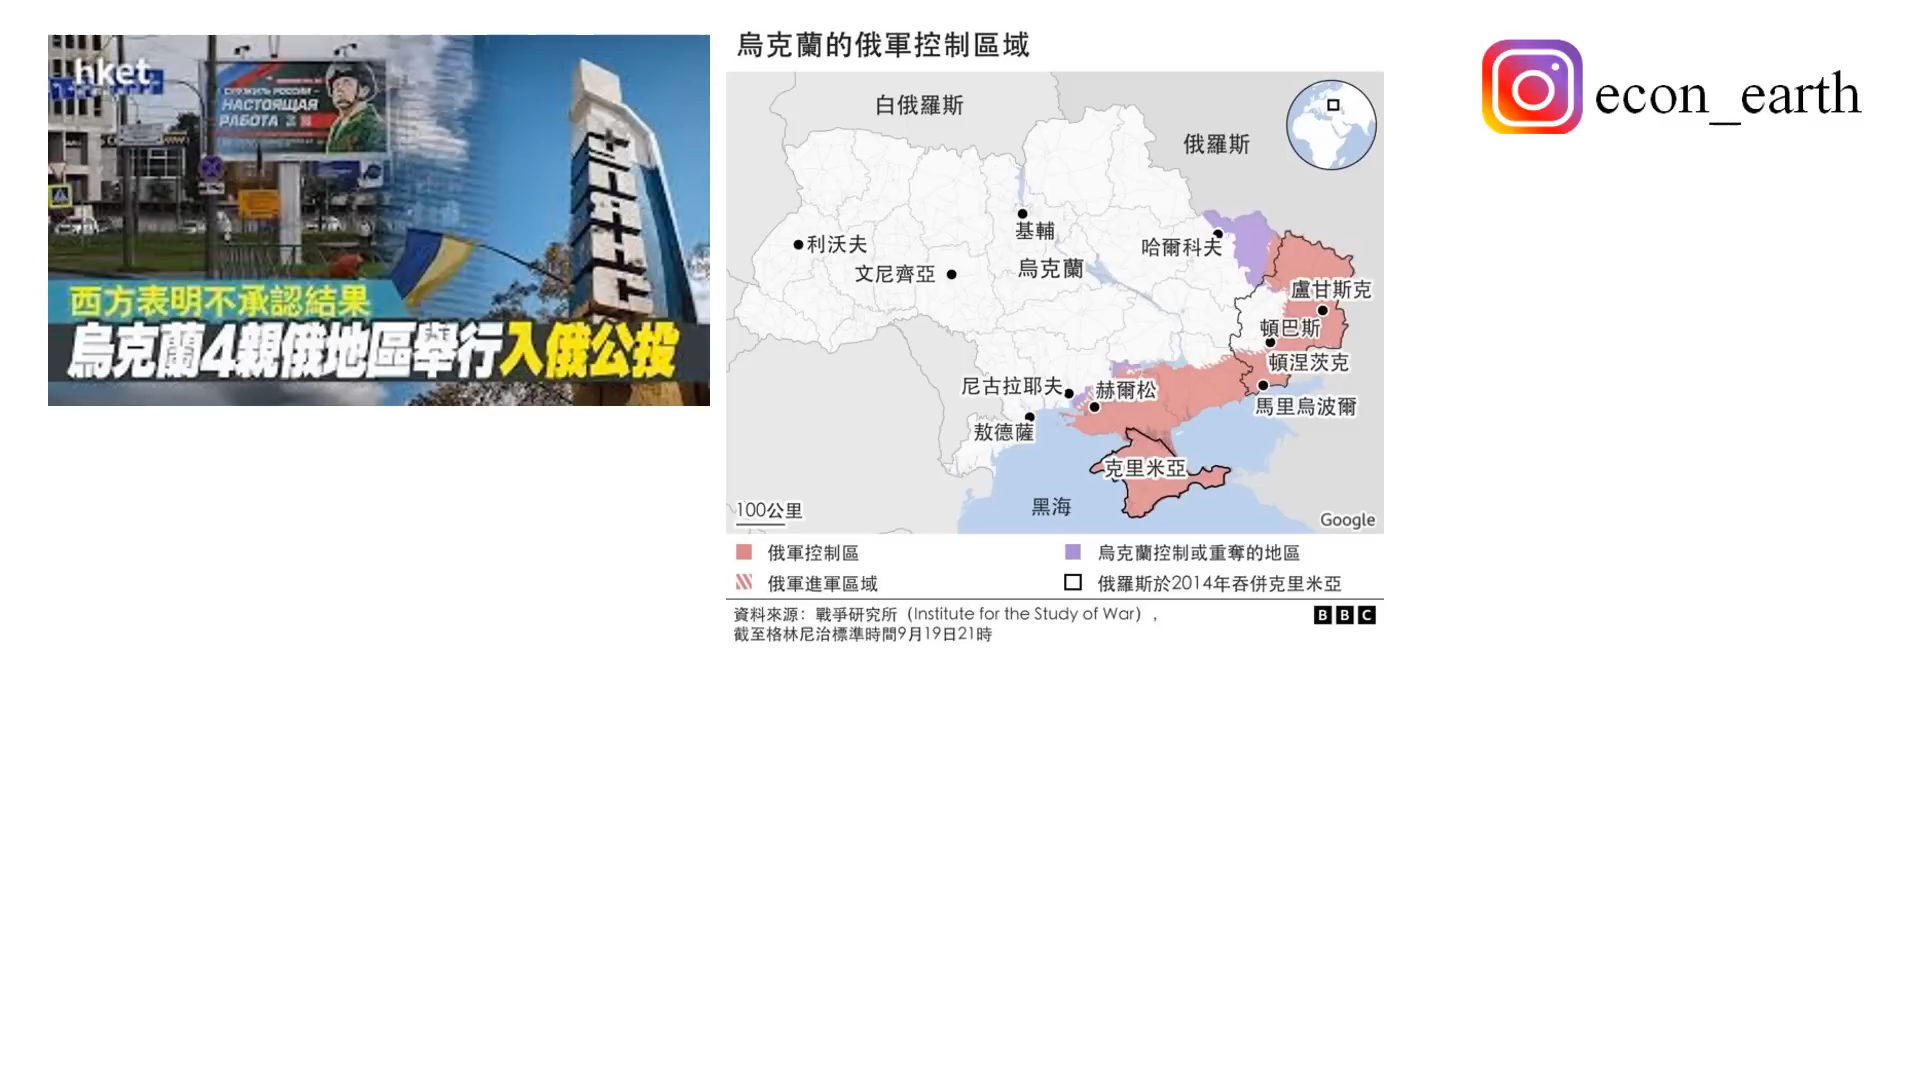 hket
СЛУЖИТЬ РОССИИ -
НАСТОЯЩАЯ
РАБОТА
西方表明不承認結果
烏克蘭4親俄地區舉行入俄公投
烏克蘭的俄軍控制區域
白俄羅斯
俄羅斯
基輔
利沃夫
哈爾科夫
文尼齊亞
烏克蘭
盧甘斯克
頓巴斯
頓涅茨克
尼古拉耶夫
赫爾松
馬里烏波爾
敖德薩
克里米亞
黑海
100公里
Google
俄軍控制區
烏克蘭控制或重奪的地區
俄軍進軍區域
俄羅斯於2014年吞併克里米亞
資料來源：戰爭研究所（Institute for the Study of War），
截至格林尼治標準時間9月19日21時
BBC
econ_earth